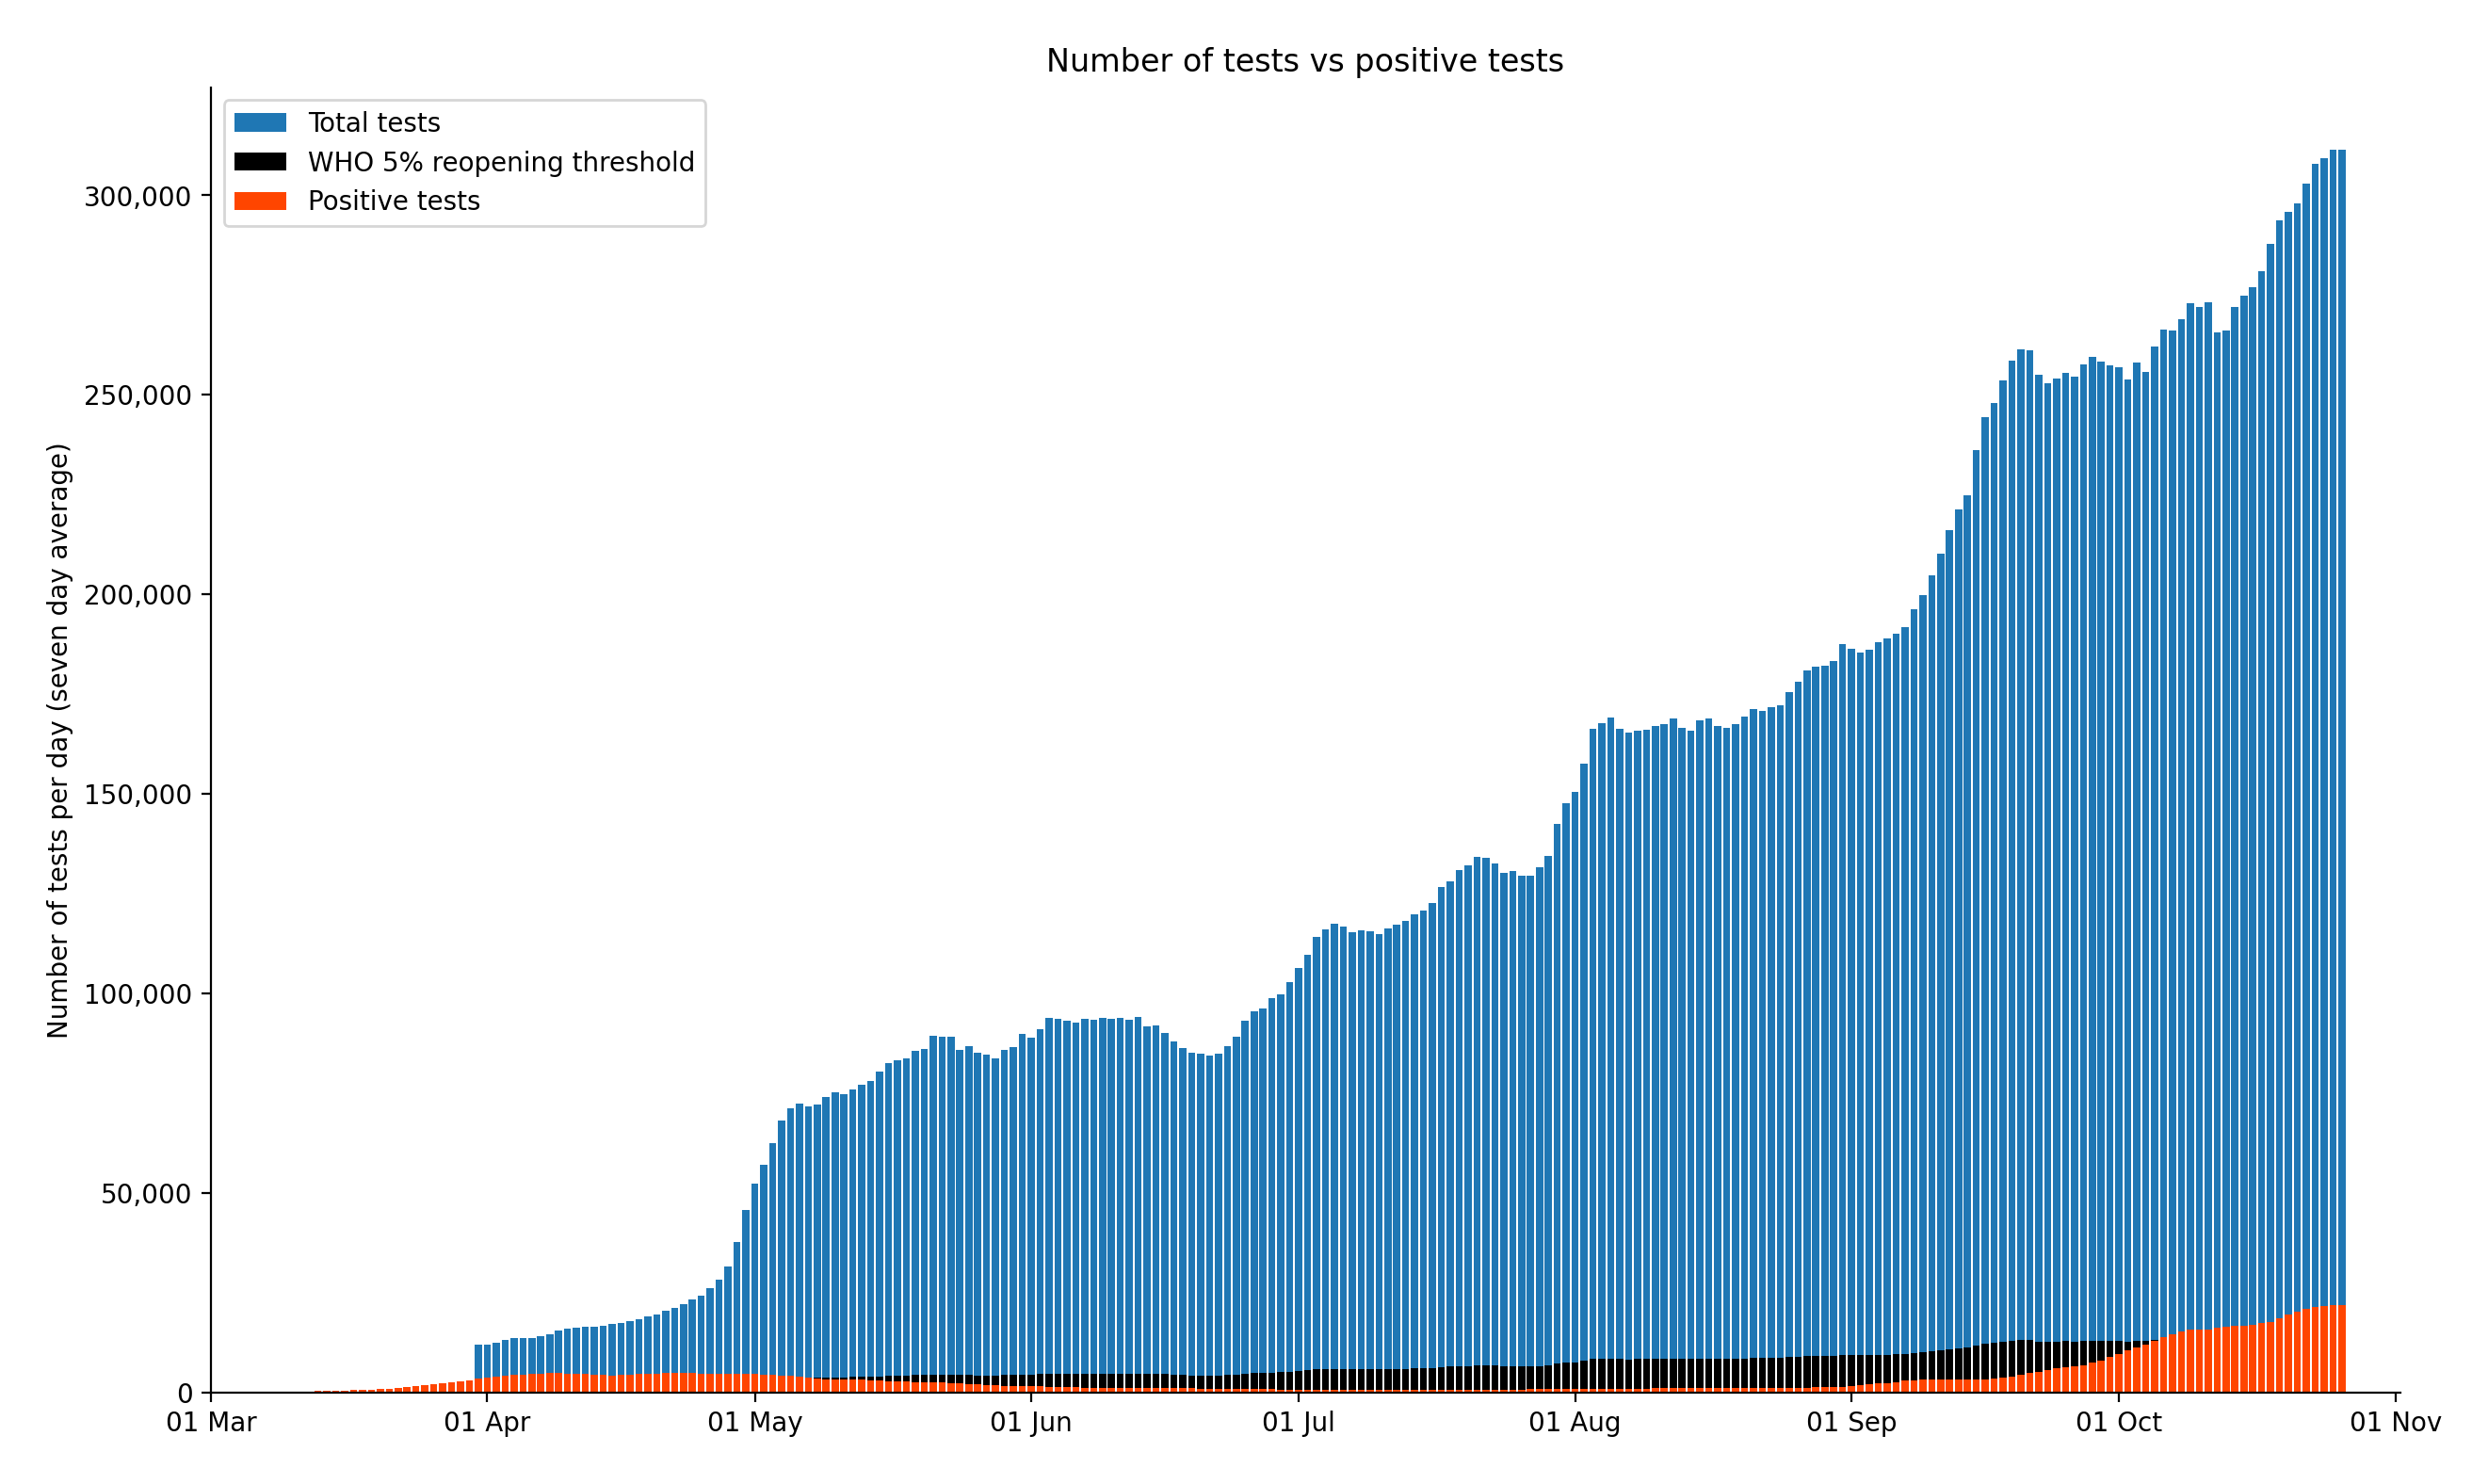 Number of tests vs positive tests
Total tests
WHO 5% reopening threshold
Positive tests
Number of tests per day (seven day average)
300,000
250,000
200,000
150,000
100,000
50,000
0
01 Mar 01 Apr 01 May 01 Jun 01 Jul 01 Aug 01 Sep 01 Oct 01 Nov